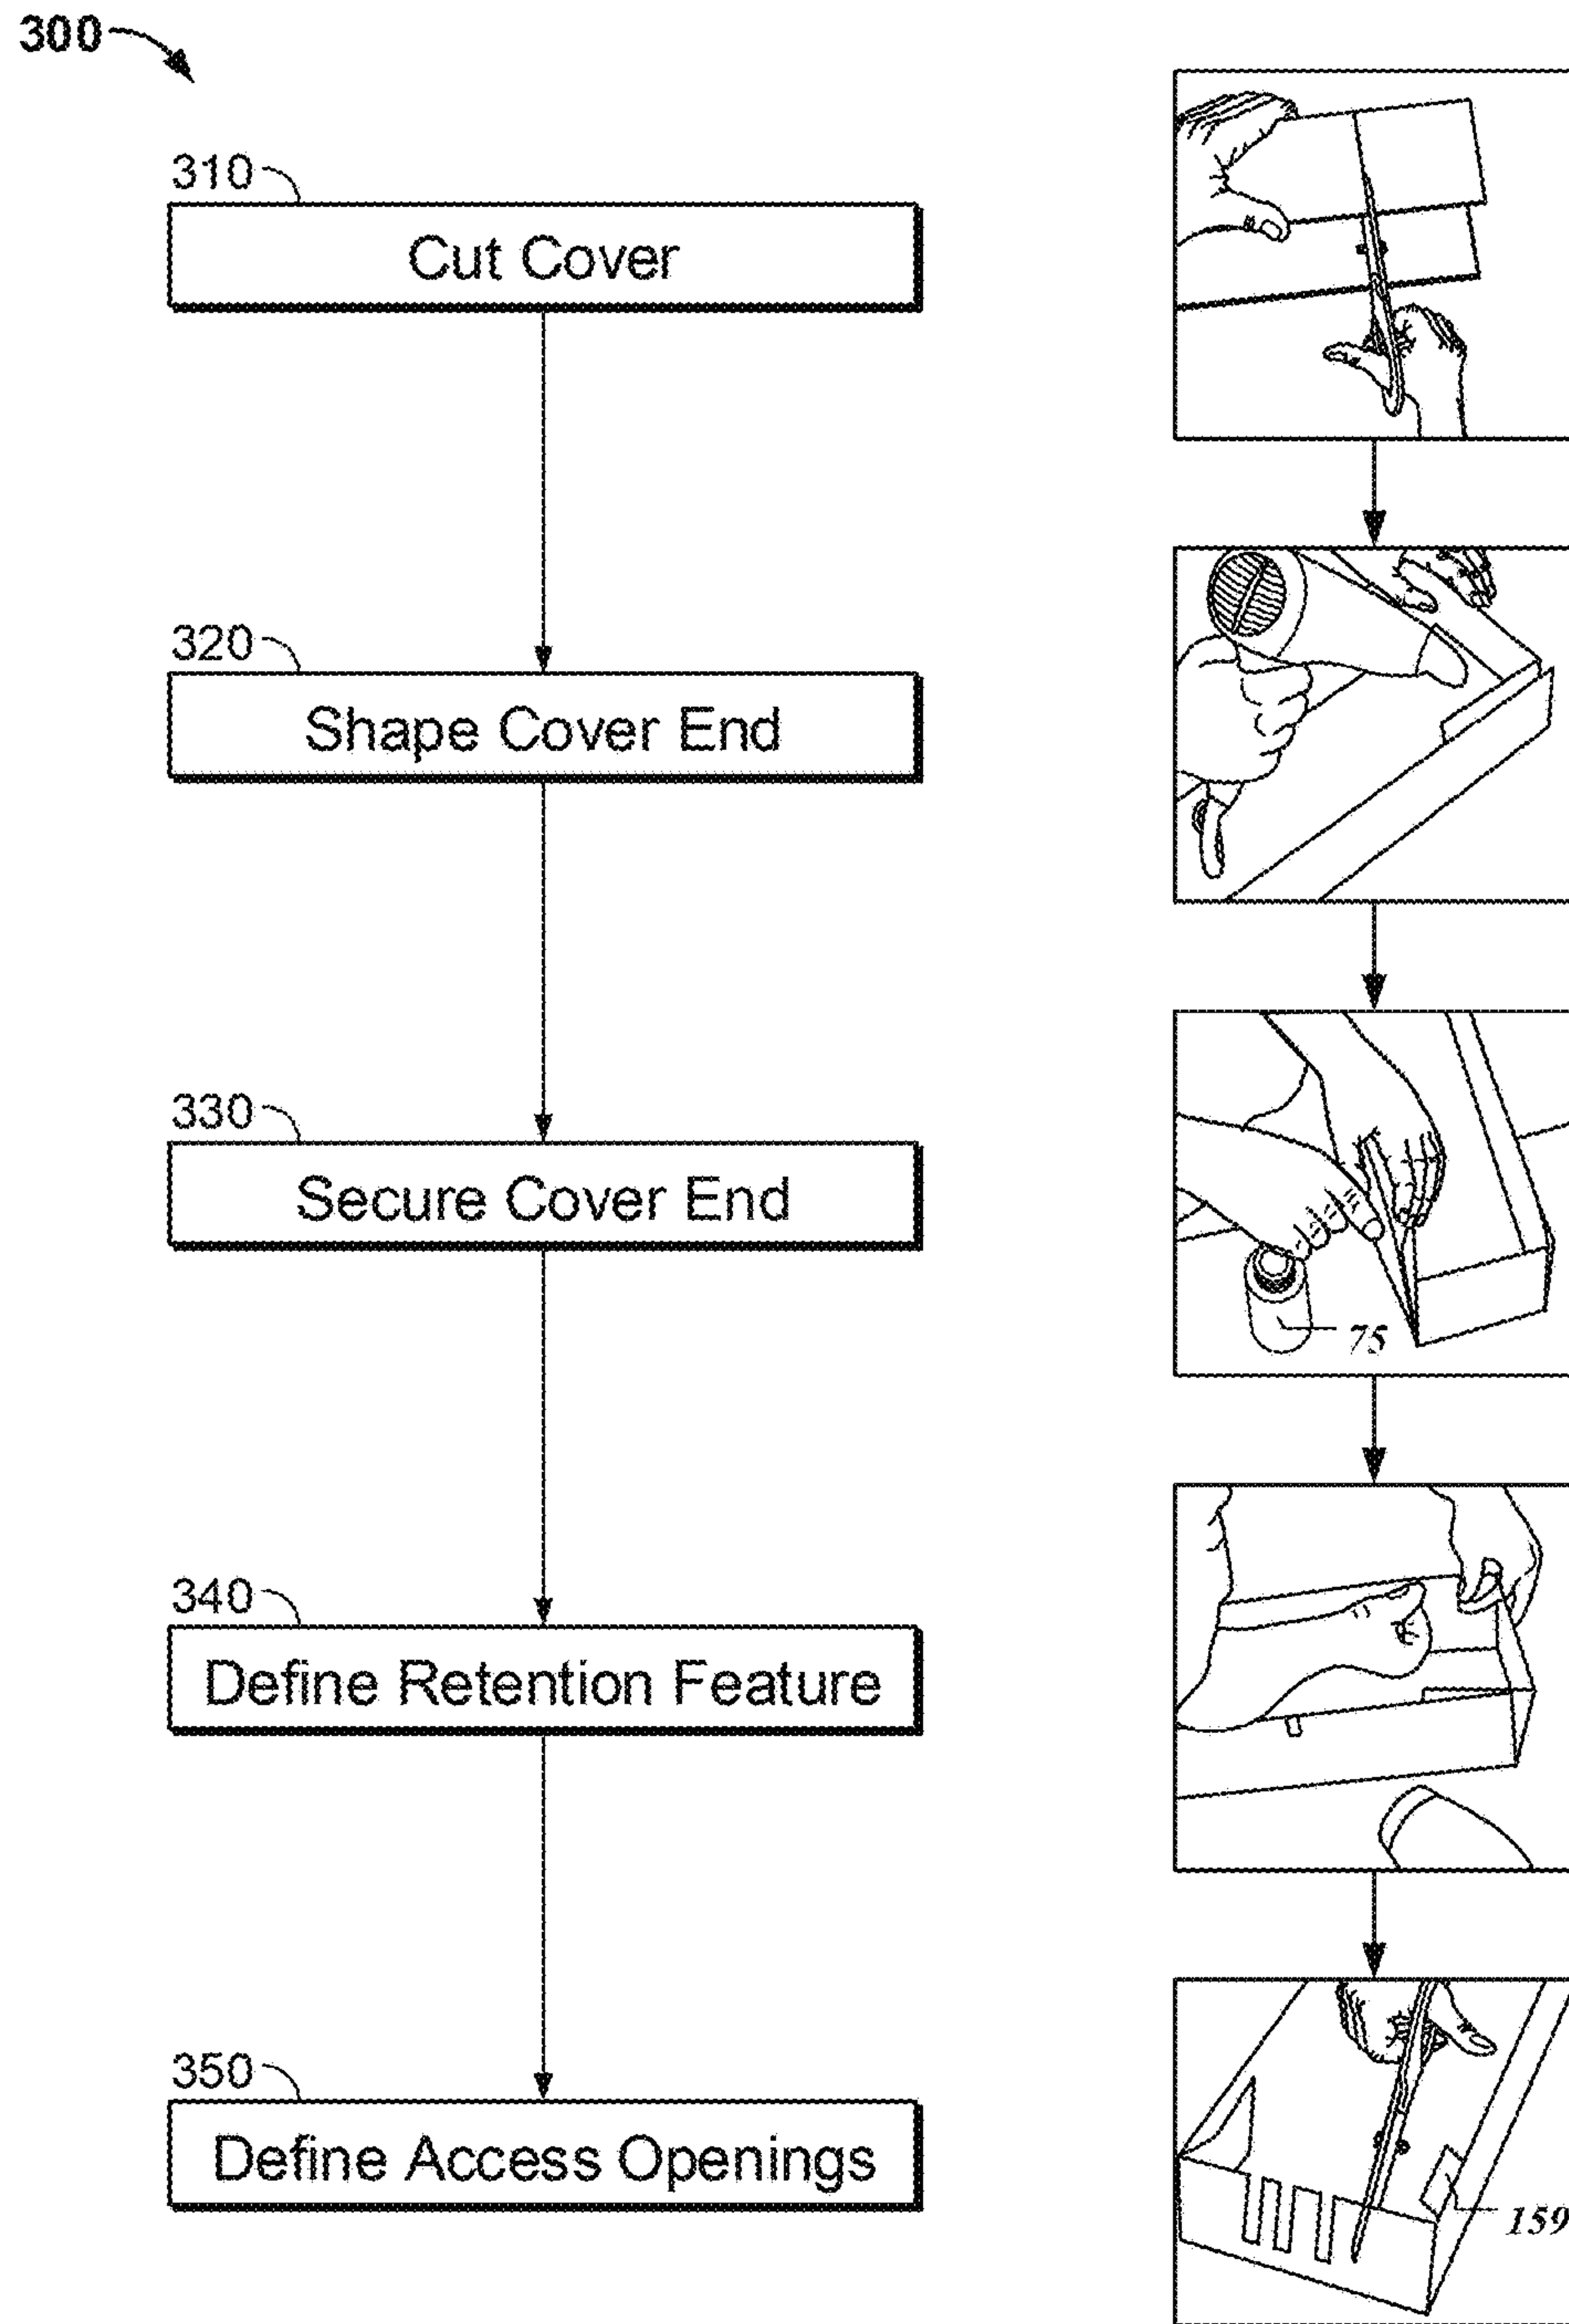 300
310
Cut Cover
320
Shape Cover End
330
Secure Cover End
75
340
Define Retention Feature
350
Define Access Openings
159